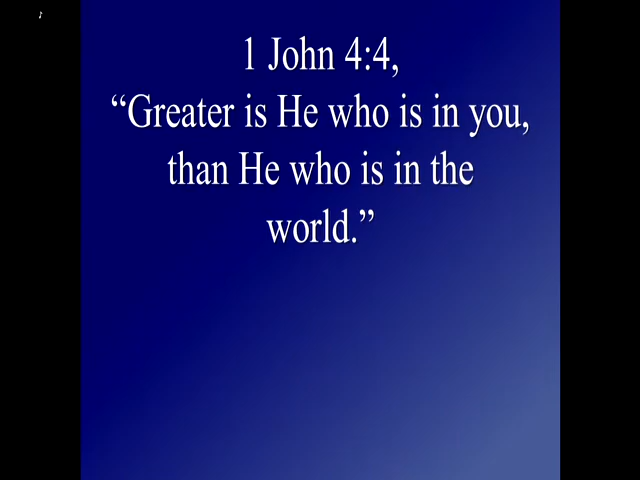 ♪
1 John 4:4,
“Greater is He who is in you,
than He who is in the
world.”